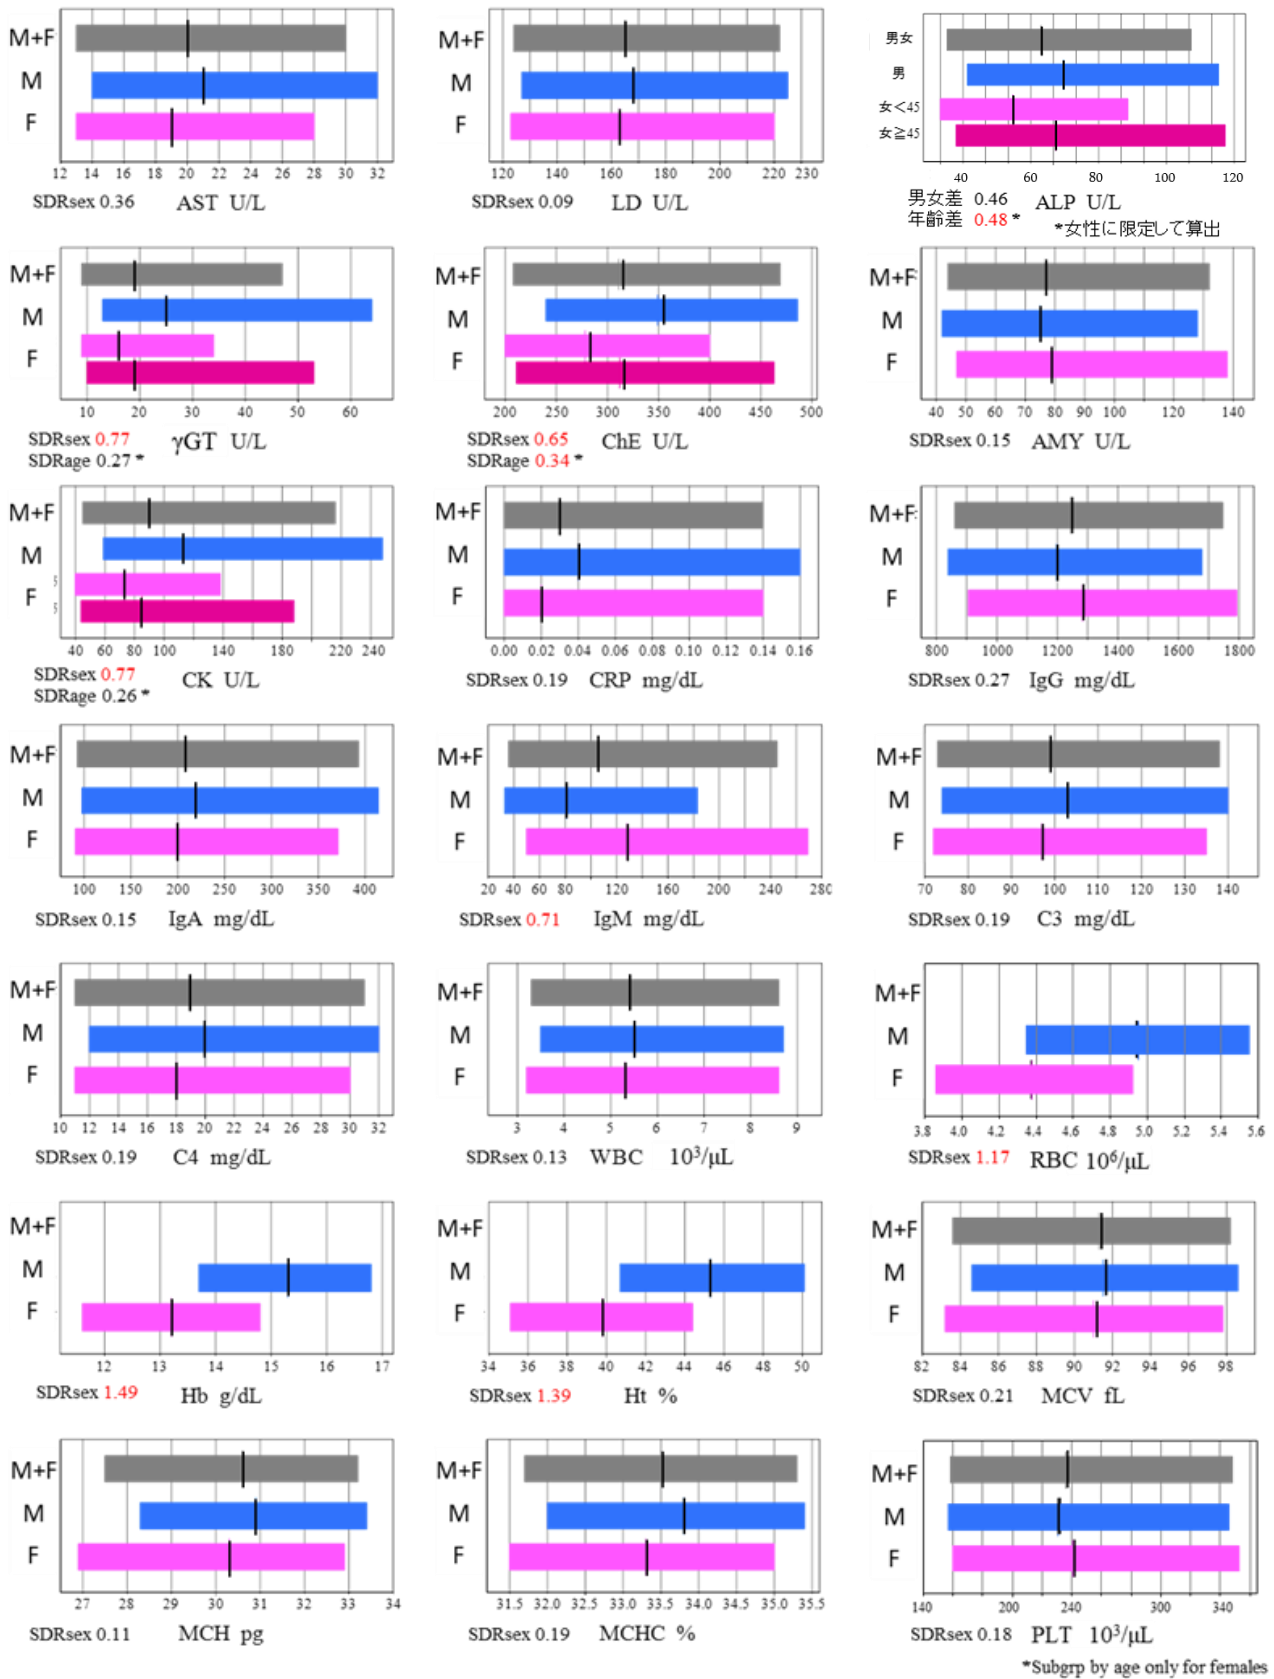 M+F
M
F
12 14 16 18 20 22 24 26 28 30 32
SDRsex 0.36 AST U/L
M+F
M
F
120 140 160 180 200 220
SDRsex 0.09 LD U/L
男女
男
女<45
女≧45
40 60 80 100 120
男女差 0.46 ALP U/L
年齢差 0.48 * *女性に限定して算出
M+F
M
F
10 20 30 40 50 60
SDRsex 0.77 γGT U/L
SDRage 0.27 *
M+F
M
F
200 250 300 350 400 450 500
SDRsex 0.65 ChE U/L
SDRage 0.34 *
M+F
M
F
40 50 60 70 80 90 100 120 140
SDRsex 0.15 AMY U/L
M+F
M
F
40 60 80 100 140 180 220 240
SDRsex 0.77 CK U/L
SDRage 0.26 *
M+F
M
F
0.00 0.02 0.04 0.06 0.08 0.10 0.12 0.14 0.16
SDRsex 0.19 CRP mg/dL
M+F
M
F
800 1000 1200 1400 1600 1800
SDRsex 0.27 IgG mg/dL
M+F
M
F
100 150 200 250 300 350 400
SDRsex 0.15 IgA mg/dL
M+F
M
F
20 40 60 80 120 160 200 240 280
SDRsex 0.71 IgM mg/dL
M+F
M
F
70 80 90 100 110 120 130 140
SDRsex 0.19 C3 mg/dL
M+F
M
F
10 12 14 16 18 20 22 24 26 28 30 32
SDRsex 0.19 C4 mg/dL
M+F
M
F
3 4 5 6 7 8 9
SDRsex 0.13 WBC 10³/μL
M+F
M
F
3.8 4.0 4.2 4.4 4.6 4.8 5.0 5.2 5.4 5.6
SDRsex 1.17 RBC 10⁶/μL
M+F
M
F
12 13 14 15 16 17
SDRsex 1.49 Hb g/dL
M+F
M
F
34 36 38 40 42 44 46 48 50
SDRsex 1.39 Ht %
M+F
M
F
82 84 86 88 90 92 94 96 98
SDRsex 0.21 MCV fL
M+F
M
F
27 28 29 30 31 32 33 34
SDRsex 0.11 MCH pg
M+F
M
F
31.5 32.0 32.5 33.0 33.5 34.0 34.5 35.0 35.5
SDRsex 0.19 MCHC %
M+F
M
F
140 200 240 300 340
SDRsex 0.18 PLT 10³/μL
*Subgrp by age only for females